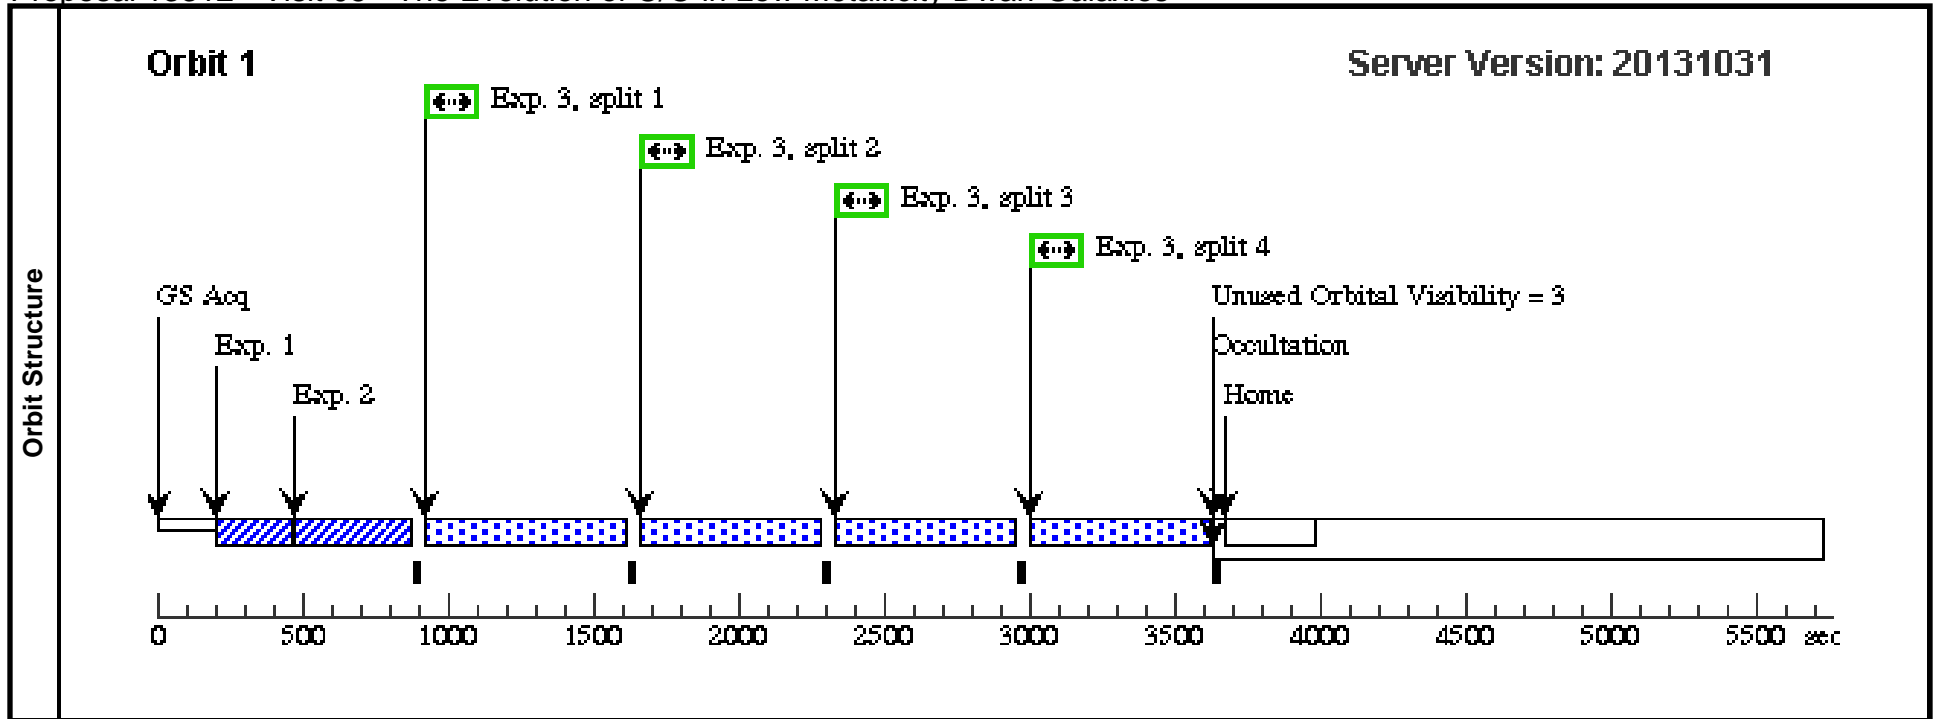 Orbit 1
Server Version: 20131031
Exp. 3, split 1
Exp. 3, split 2
Exp. 3, split 3
Exp. 3, split 4
GS Acq
Unused Orbital Visibility = 3
Exp. 1
Occultation
Exp. 2
Home
Orbit Structure
0 500 1000 1500 2000 2500 3000 3500 4000 4500 5000 5500 sec